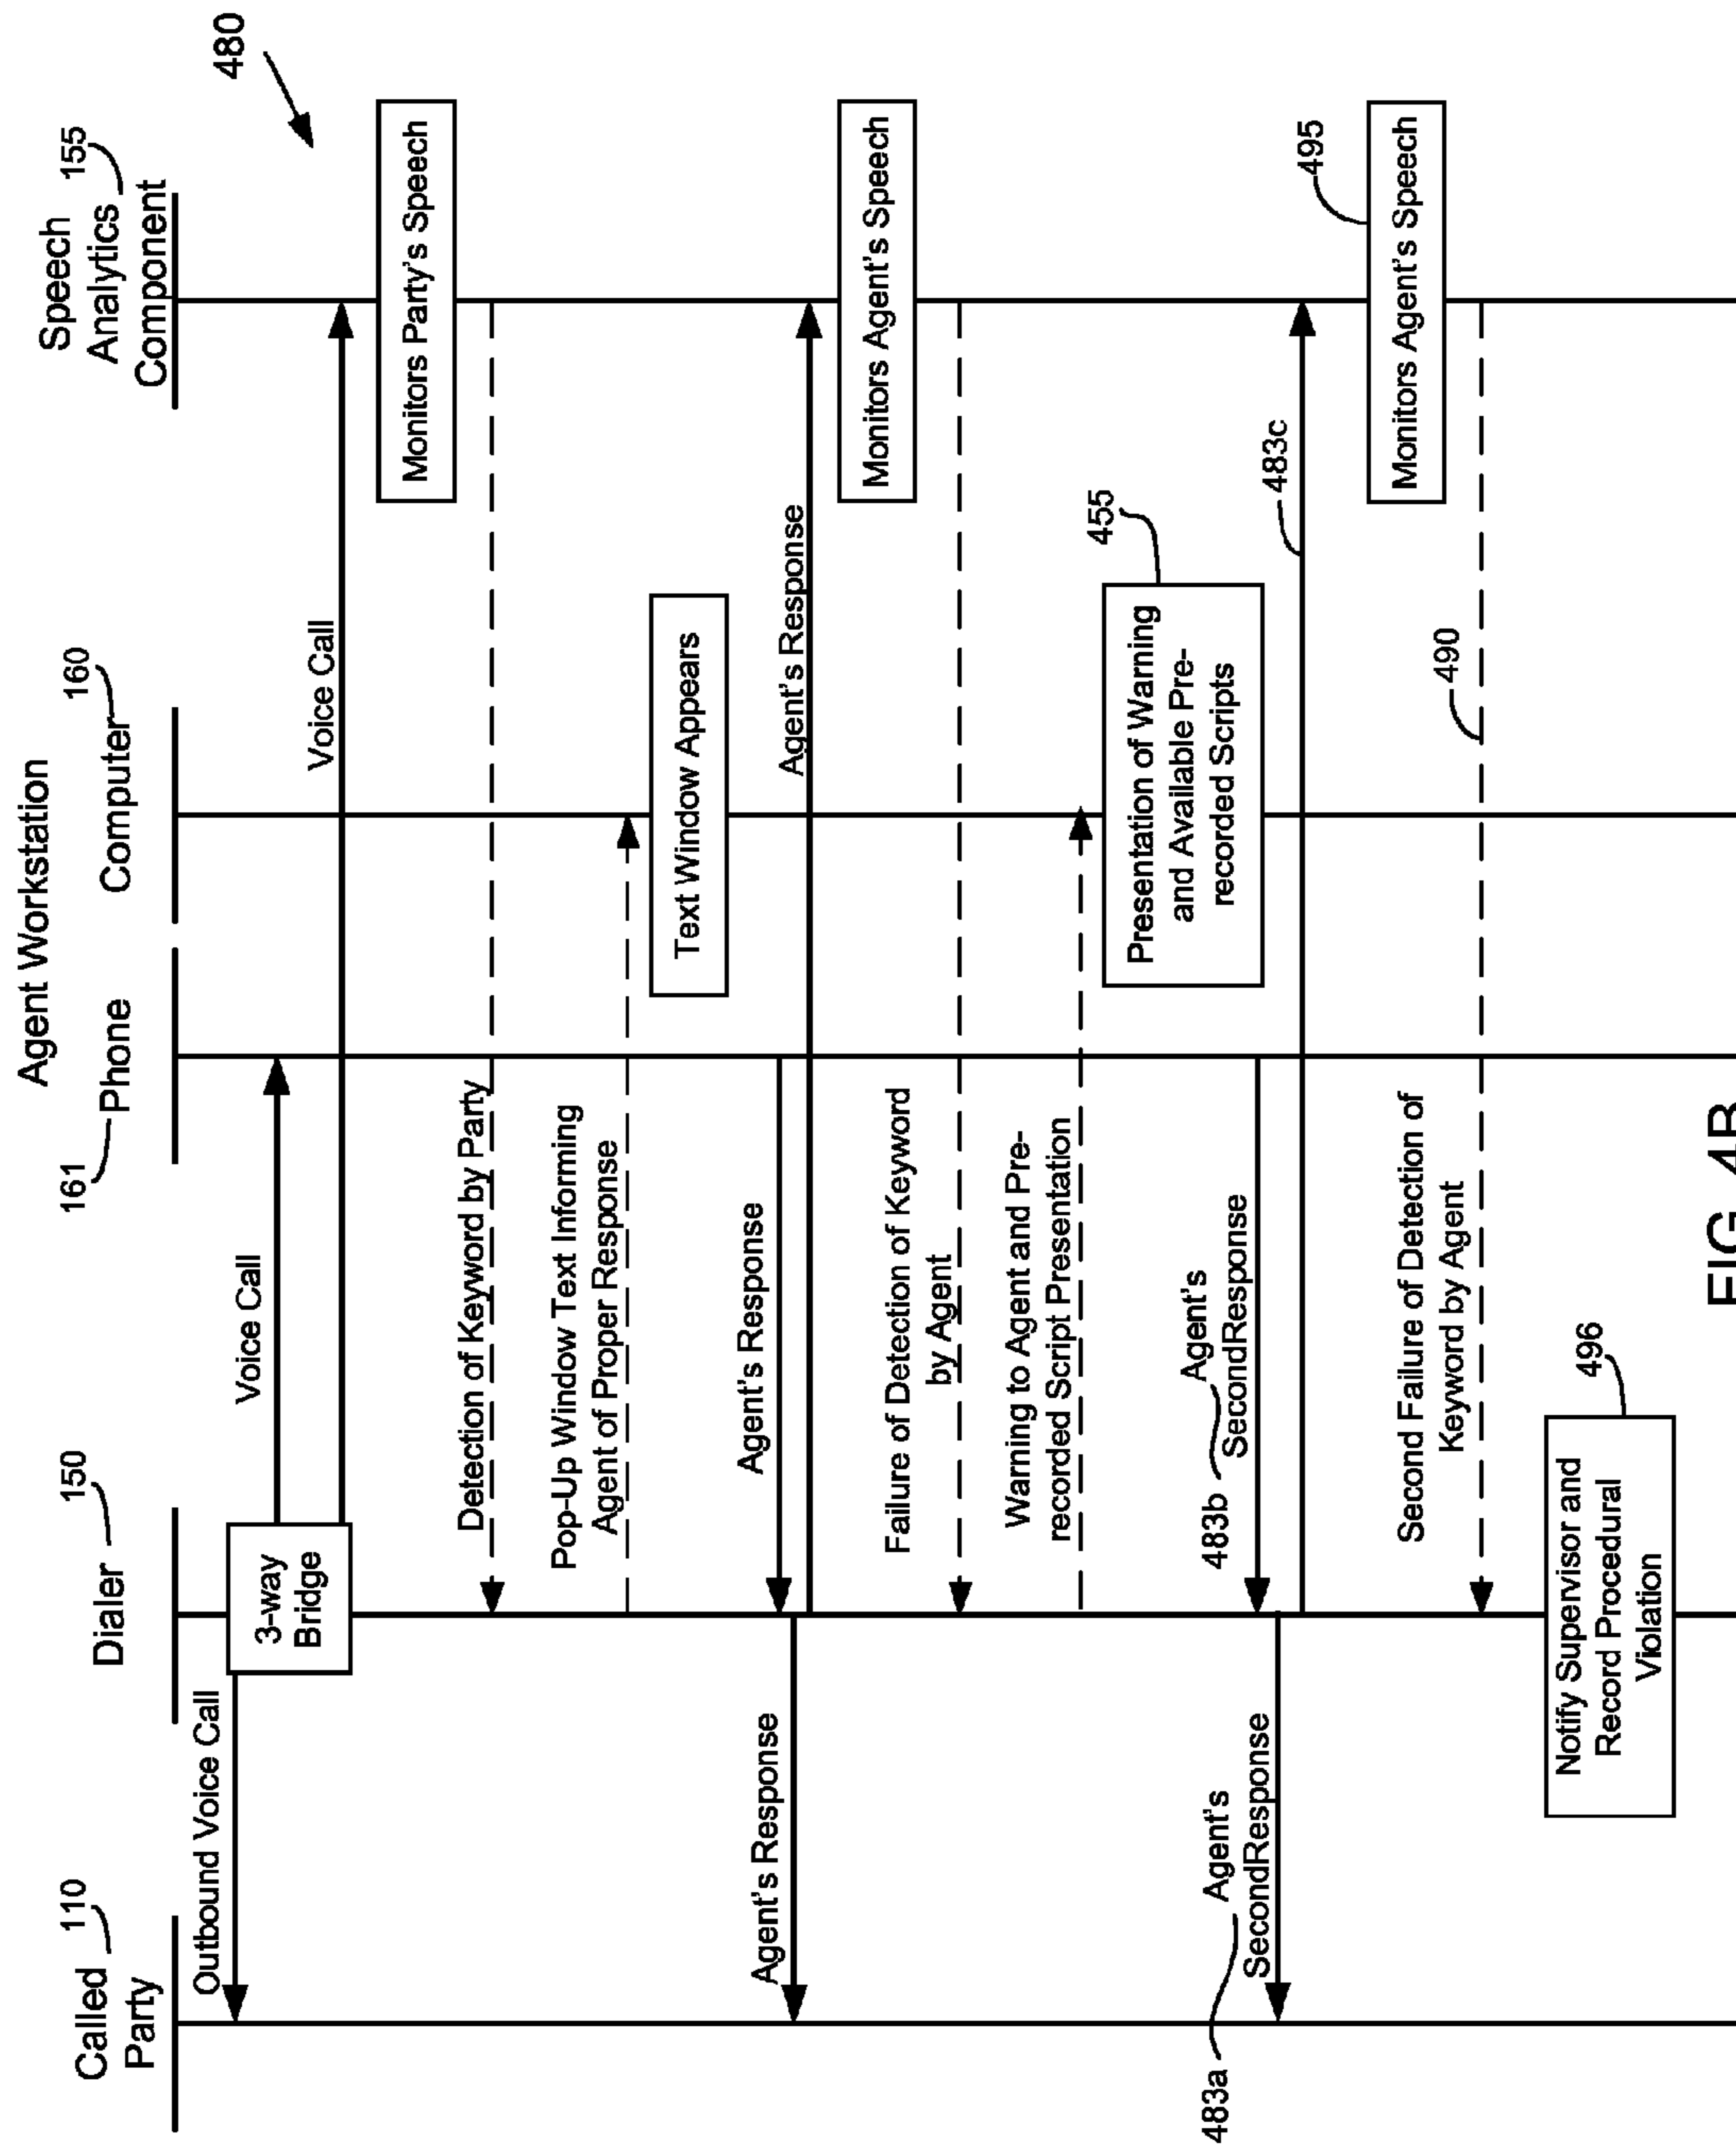 Agent Workstation
Called
Party
110
Dialer
150
161
Phone
Computer
160
Speech
Analytics
Component
155
480
Outbound Voice Call
3-way
Bridge
Voice Call
Voice Call
Monitors Party's Speech
Detection of Keyword by Party
Pop-Up Window Text Informing
Agent of Proper Response
Text Window Appears
Agent's Response
Agent's Response
Agent's Response
Monitors Agent's Speech
Failure of Detection of Keyword
by Agent
Warning to Agent and Pre-
recorded Script Presentation
455
Presentation of Warning
and Available Pre-
recorded Scripts
483a
Agent's
SecondResponse
483b
Agent's
SecondResponse
483c
495
Monitors Agent's Speech
Second Failure of Detection of
Keyword by Agent
490
496
Notify Supervisor and
Record Procedural
Violation
FIG. 4B